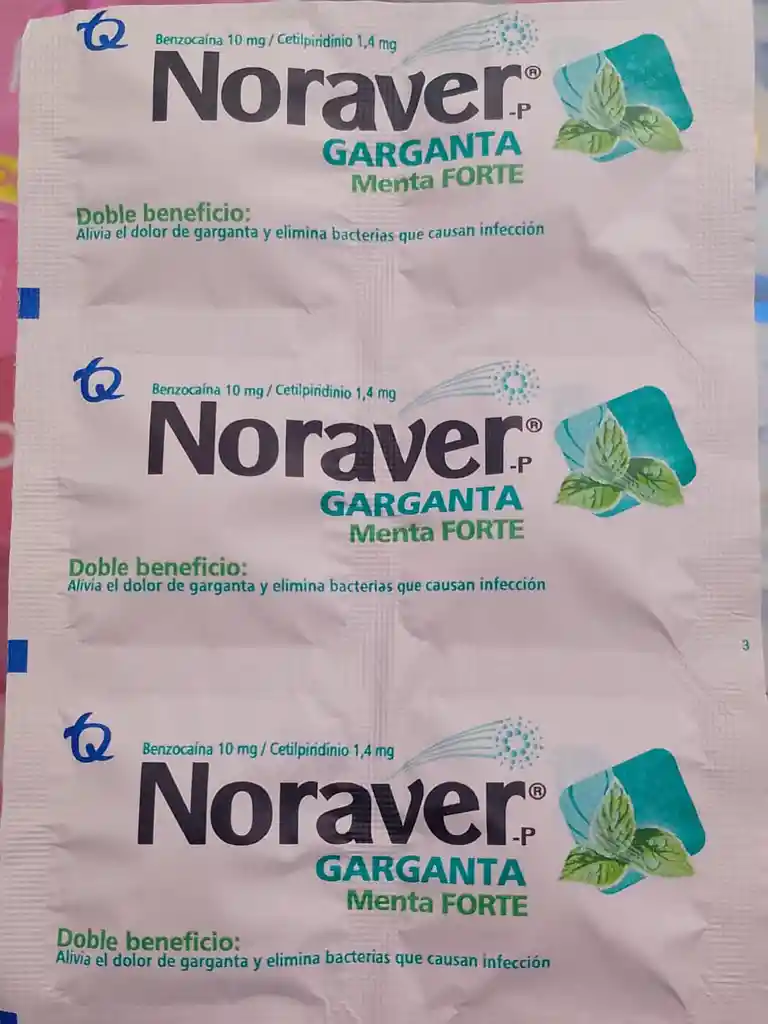 TQ
Benzocaína 10 mg / Cetilpiridinio 1,4 mg
Noraver®-P
GARGANTA
Menta FORTE
Doble beneficio:
Alivia el dolor de garganta y elimina bacterias que causan infección
TQ
Benzocaína 10 mg / Cetilpiridinio 1,4 mg
Noraver®-P
GARGANTA
Menta FORTE
Doble beneficio:
Alivia el dolor de garganta y elimina bacterias que causan infección
3
TQ
Benzocaína 10 mg / Cetilpiridinio 1,4 mg
Noraver®-P
GARGANTA
Menta FORTE
Doble beneficio:
Alivia el dolor de garganta y elimina bacterias que causan infección